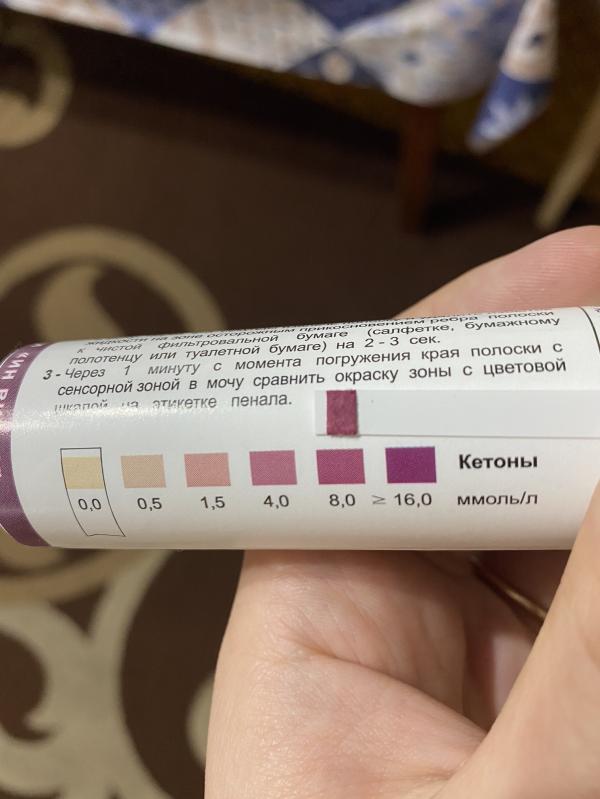 жидкости на зоне осторожным прикосновением ребра полоски
к чистой фильтровальной бумаге (салфетке, бумажному
полотенцу или туалетной бумаге) на 2 - 3 сек.
3 - Через 1 минуту с момента погружения края полоски с
сенсорной зоной в мочу сравнить окраску зоны с цветовой
шкалой на этикетке пенала.
Кетоны
0,0 0,5 1,5 4,0 8,0 ≥ 16,0 ммоль/л